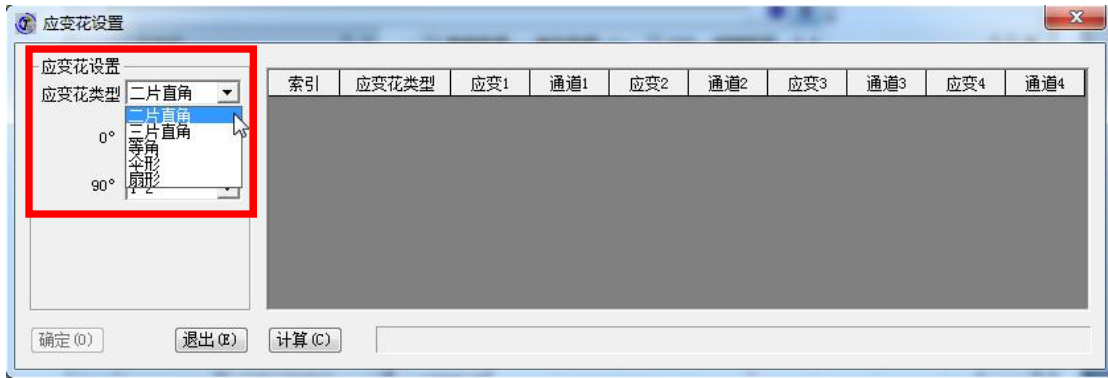 应变花设置
应变花设置
应变花类型 二片直角
二片直角
三片直角
等角
伞形
扇形
0°
90°
索引 应变花类型 应变1 通道1 应变2 通道2 应变3 通道3 应变4 通道4
确定(O) 退出(E) 计算(C)